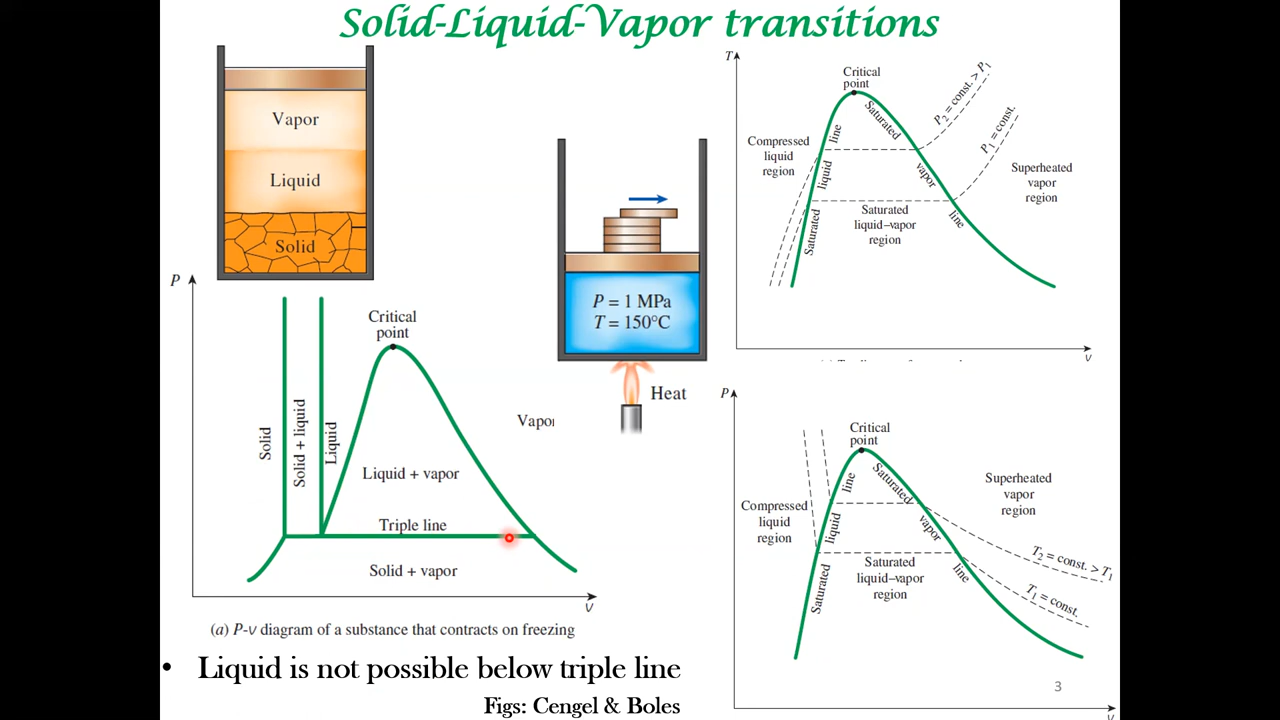 Solid-Liquid-Vapor transitions
Vapor
Liquid
Solid
P
Critical
point
Solid
Solid + liquid
Liquid
Liquid + vapor
Vapor
Triple line
Solid + vapor
v
(a) P-v diagram of a substance that contracts on freezing
P = 1 MPa
T = 150°C
Heat
T
Critical
point
Compressed
liquid
region
Saturated liquid line
Saturated vapor line
P2 = const. > P1
P1 = const.
Superheated
vapor
region
Saturated
liquid–vapor
region
v
P
Critical
point
Compressed
liquid
region
Saturated liquid line
Saturated vapor line
Superheated
vapor
region
T2 = const. > T1
T1 = const.
Saturated
liquid–vapor
region
v
• Liquid is not possible below triple line
Figs: Cengel & Boles
3